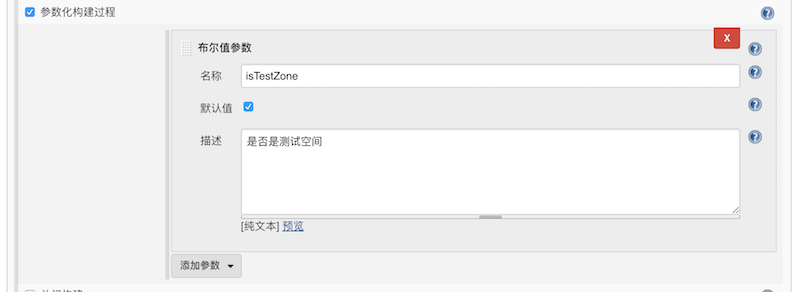 参数化构建过程
X
布尔值参数
名称
isTestZone
默认值
描述
是否是测试空间
[纯文本] 预览
添加参数